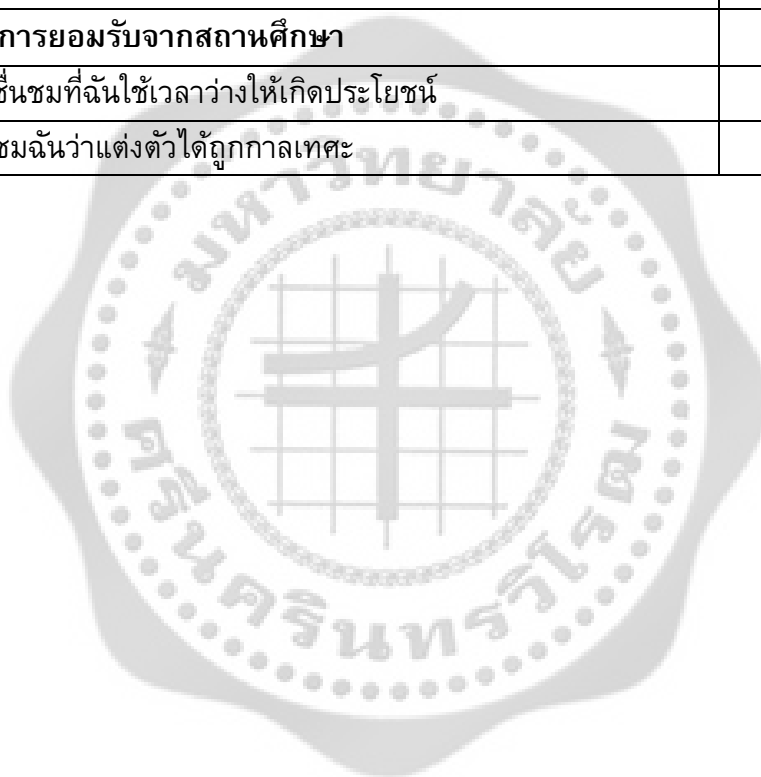 การยอมรับจากสถานศึกษา
ชื่นชมที่ฉันใช้เวลาว่างให้เกิดประโยชน์
ชมฉันว่าแต่งตัวได้ถูกกาลเทศะ
มหาวิทยาลัย
ศรีนครินทรวิโรฒ